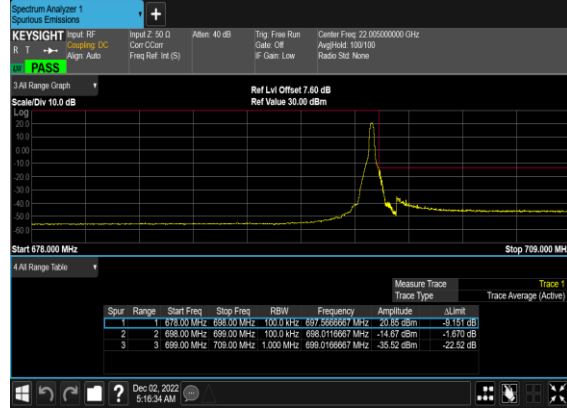 Spectrum Analyzer 1
Spurious Emissions
KEYSIGHT Input: RF Input Z: 50 Ω Atten: 40 dB Trig: Free Run Center Freq: 22.005000000 GHz
R T Coupling: DC Corr CCorr Gate: Off Avg|Hold: 100/100
Align: Auto Freq Ref: Int (S) IF Gain: Low Radio Std: None
PASS
3 All Range Graph
Ref Lvl Offset 7.60 dB
Scale/Div 10.0 dB Ref Value 30.00 dBm
Log
20.0
10.0
0.00
-10.0
-20.0
-30.0
-40.0
-50.0
-60.0
Start 678.000 MHz Stop 709.000 MH
4 All Range Table
Measure Trace Trace 1
Trace Type Trace Average (Active)
Spur Range Start Freq Stop Freq RBW Frequency Amplitude ΔLimit
1 1 678.00 MHz 698.00 MHz 100.0 kHz 697.5666667 MHz 20.85 dBm -9.151 dB
2 2 698.00 MHz 699.00 MHz 100.0 kHz 698.0116667 MHz -14.67 dBm -1.670 dB
3 3 699.00 MHz 709.00 MHz 1.000 MHz 699.0166667 MHz -35.52 dBm -22.52 dB
? Dec 02, 2022
5:16:34 AM